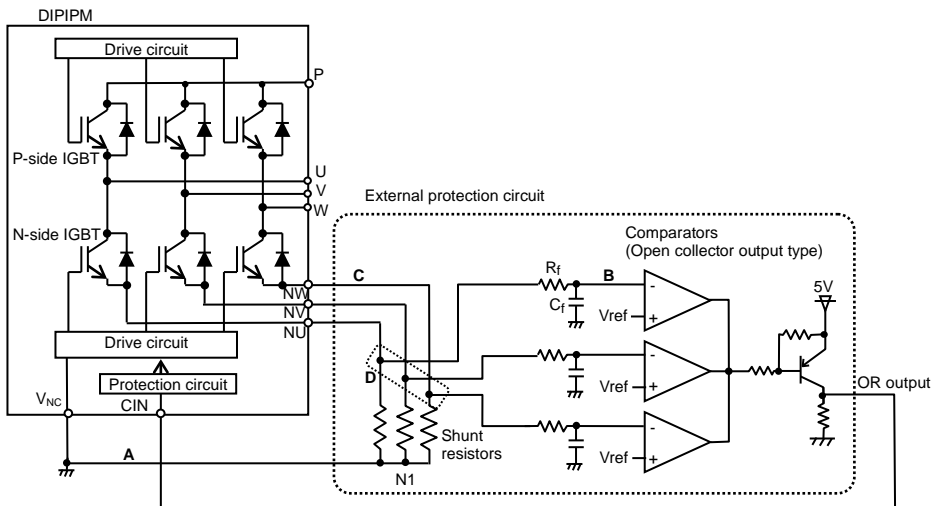 DIPIPM
Drive circuit
P
P-side IGBT
U
V
W
External protection circuit
N-side IGBT
Comparators
(Open collector output type)
C
Rf
B
5V
NW
NV
NU
Cf
Vref
-
+
Drive circuit
D
Vref
-
+
Protection circuit
OR output
VNC
CIN
Shunt
resistors
Vref
-
+
A
N1